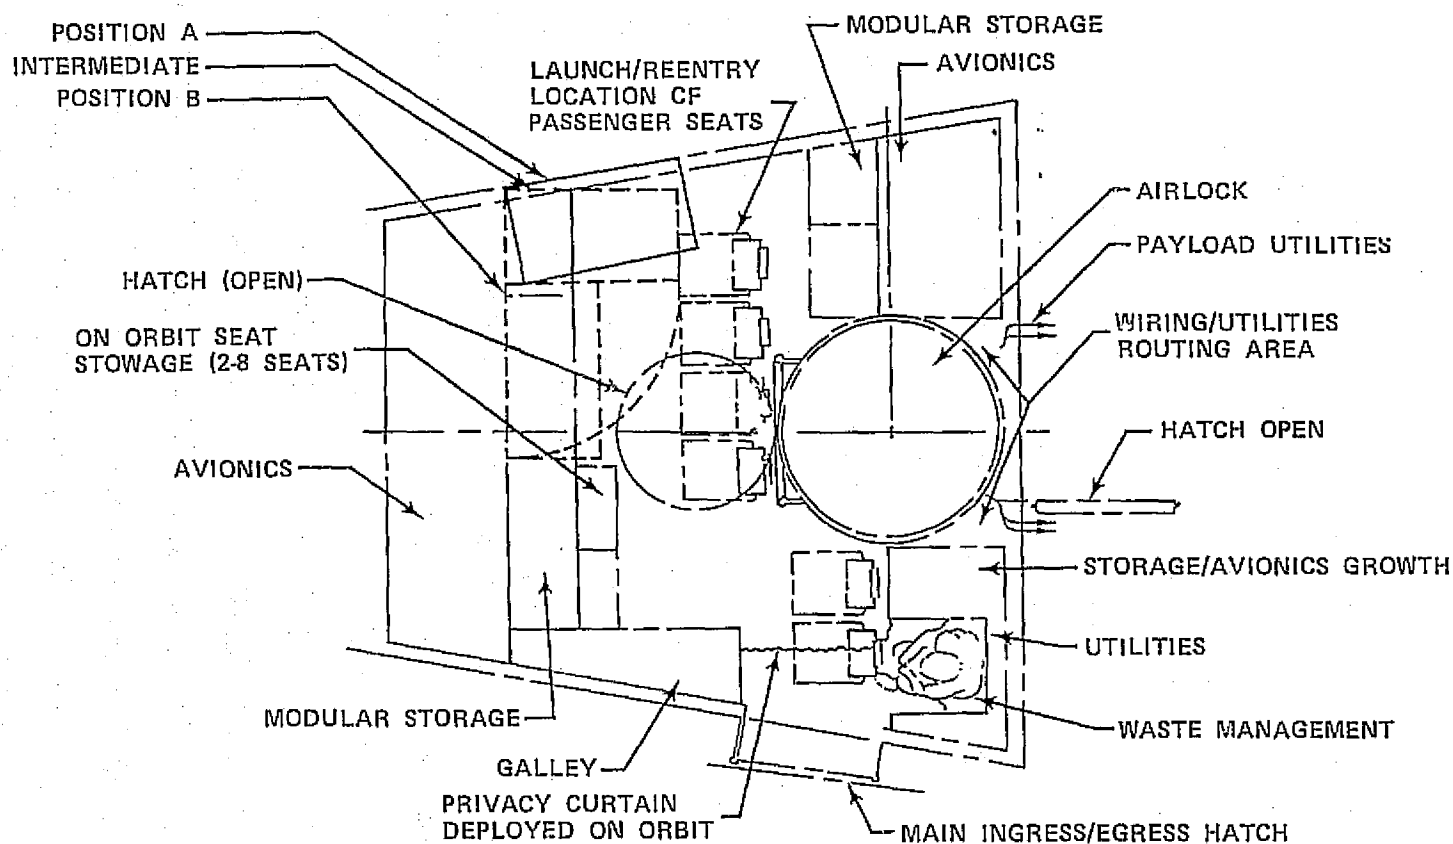 POSITION A
INTERMEDIATE
POSITION B
LAUNCH/REENTRY
LOCATION CF
PASSENGER SEATS
MODULAR STORAGE
AVIONICS
AIRLOCK
PAYLOAD UTILITIES
HATCH (OPEN)
ON ORBIT SEAT
STOWAGE (2-8 SEATS)
WIRING/UTILITIES
ROUTING AREA
HATCH OPEN
AVIONICS
STORAGE/AVIONICS GROWTH
UTILITIES
MODULAR STORAGE
WASTE MANAGEMENT
GALLEY
PRIVACY CURTAIN
DEPLOYED ON ORBIT
MAIN INGRESS/EGRESS HATCH